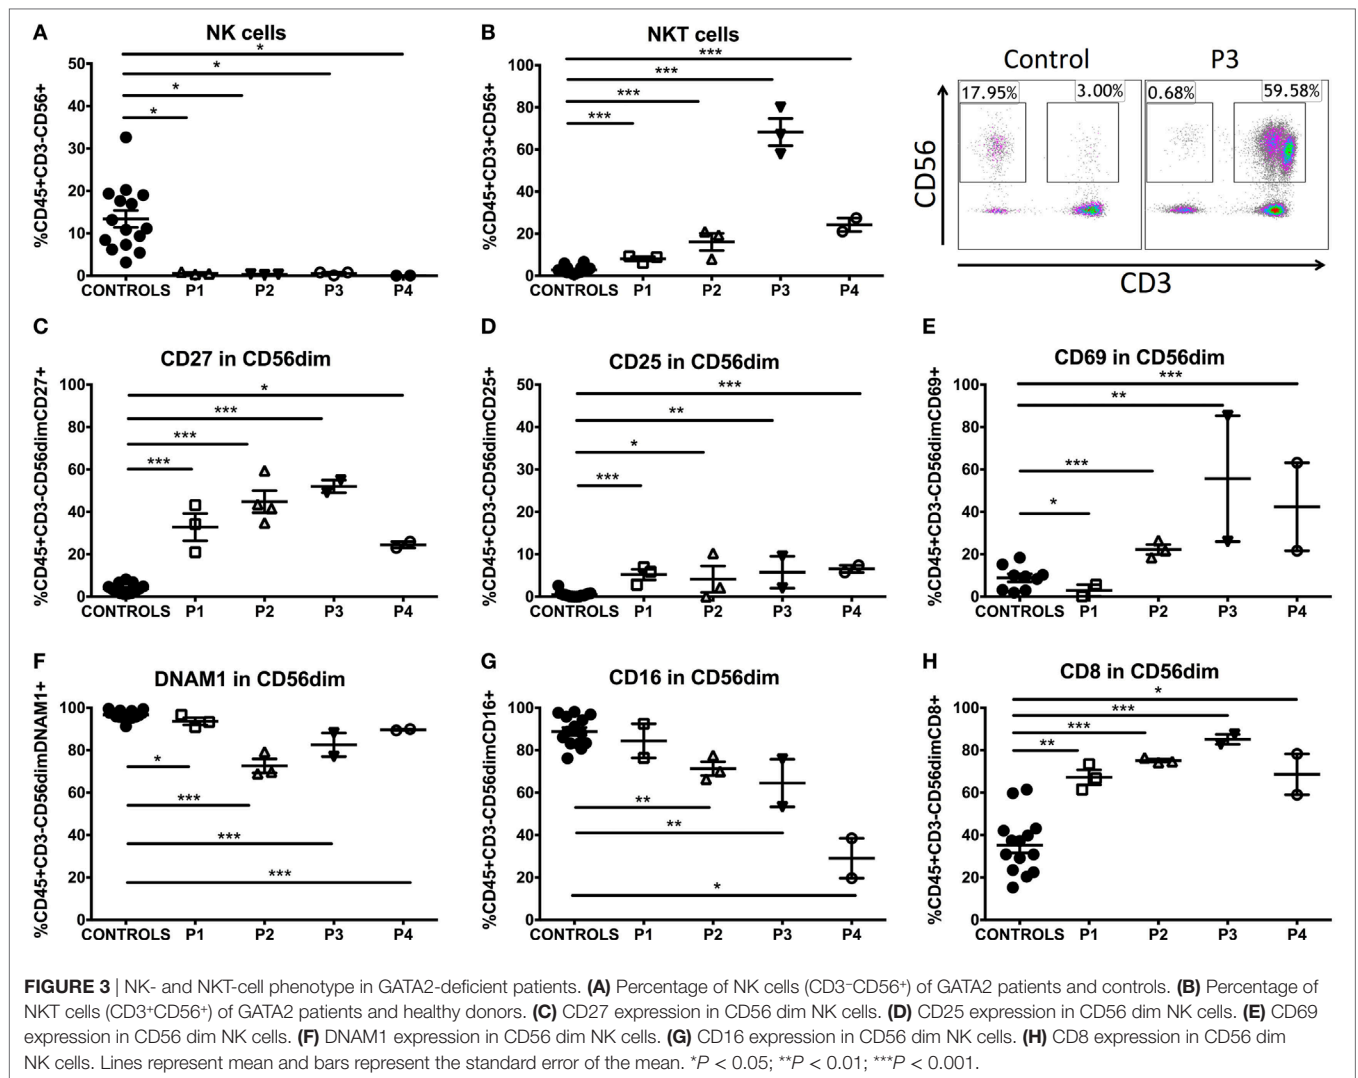 A
NK cells
%CD45+CD3-CD56+
50
40
30
20
10
0
*
*
*
*
CONTROLS P1 P2 P3 P4
B
NKT cells
%CD45+CD3+CD56+
100
80
60
40
20
0
***
***
***
***
CONTROLS P1 P2 P3 P4
Control P3
17.95% 3.00% 0.68% 59.58%
CD56
CD3
C
CD27 in CD56dim
%CD45+CD3-CD56dimCD27+
100
80
60
40
20
0
*
***
***
***
CONTROLS P1 P2 P3 P4
D
CD25 in CD56dim
%CD45+CD3-CD56dimCD25+
50
40
30
20
10
0
***
**
*
***
CONTROLS P1 P2 P3 P4
E
CD69 in CD56dim
%CD45+CD3-CD56dimCD69+
100
80
60
40
20
0
***
**
***
*
CONTROLS P1 P2 P3 P4
F
DNAM1 in CD56dim
%CD45+CD3-CD56dimDNAM1+
100
80
60
40
20
0
*
***
***
***
CONTROLS P1 P2 P3 P4
G
CD16 in CD56dim
%CD45+CD3-CD56dimCD16+
100
80
60
40
20
0
**
**
*
CONTROLS P1 P2 P3 P4
H
CD8 in CD56dim
%CD45+CD3-CD56dimCD8+
100
80
60
40
20
0
*
***
***
**
CONTROLS P1 P2 P3 P4
FIGURE 3 | NK- and NKT-cell phenotype in GATA2-deficient patients. (A) Percentage of NK cells (CD3⁻CD56⁺) of GATA2 patients and controls. (B) Percentage of
NKT cells (CD3⁺CD56⁺) of GATA2 patients and healthy donors. (C) CD27 expression in CD56 dim NK cells. (D) CD25 expression in CD56 dim NK cells. (E) CD69
expression in CD56 dim NK cells. (F) DNAM1 expression in CD56 dim NK cells. (G) CD16 expression in CD56 dim NK cells. (H) CD8 expression in CD56 dim
NK cells. Lines represent mean and bars represent the standard error of the mean. *P < 0.05; **P < 0.01; ***P < 0.001.